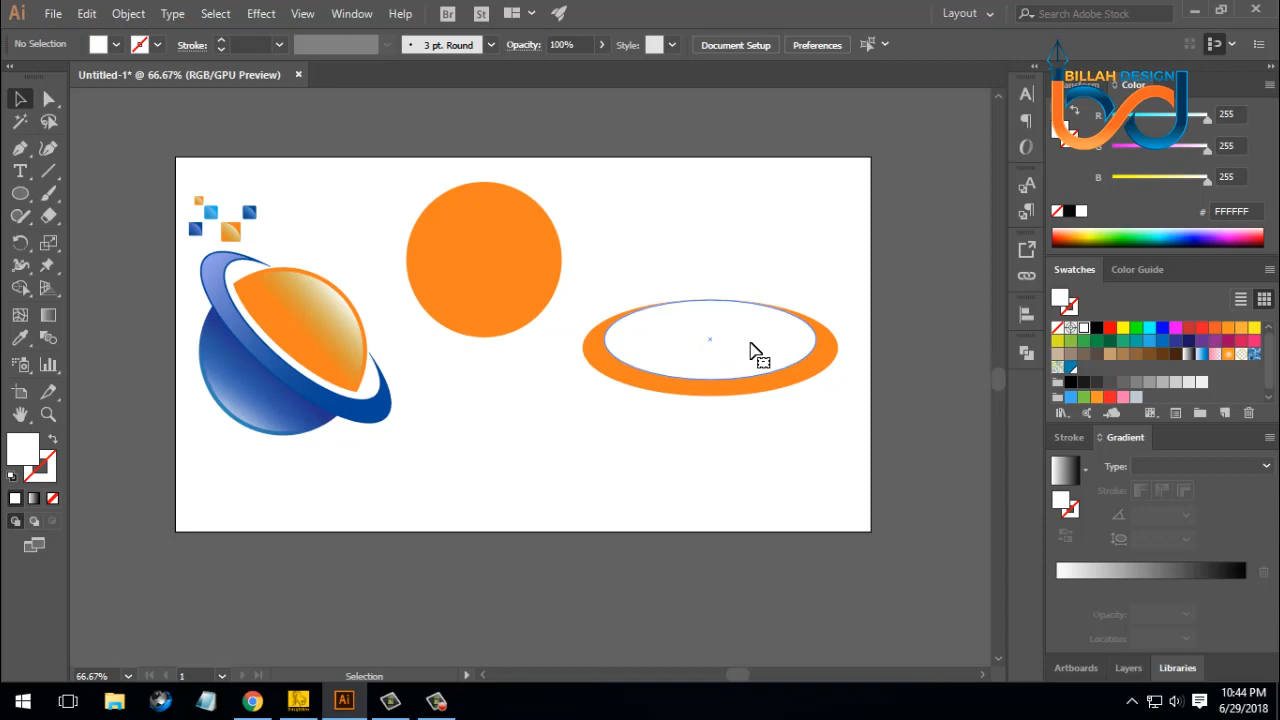 Ai File Edit Object Type Select Effect View Window Help Br St Layout Search Adobe Stock
No Selection Stroke: 3 pt. Round Opacity: 100% Style: Document Setup Preferences
Untitled-1* @ 66.67% (RGB/GPU Preview)
BILLAH DESIGN
Color
R 255
G 255
B 255
# FFFFFF
Swatches Color Guide
Stroke Gradient
Type:
Stroke:
Opacity:
Location:
Artboards Layers Libraries
66.67% 1 Selection
Ai
10:44 PM
6/29/2018